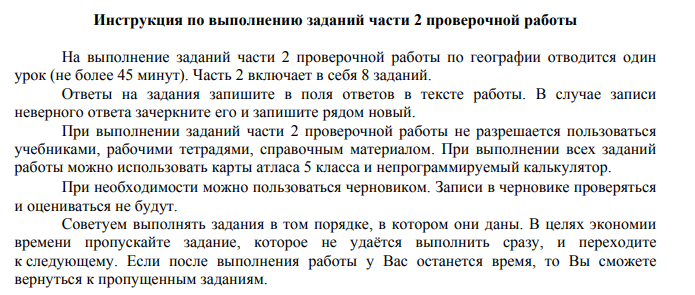 Инструкция по выполнению заданий части 2 проверочной работы
На выполнение заданий части 2 проверочной работы по географии отводится один
урок (не более 45 минут). Часть 2 включает в себя 8 заданий.
Ответы на задания запишите в поля ответов в тексте работы. В случае записи
неверного ответа зачеркните его и запишите рядом новый.
При выполнении заданий части 2 проверочной работы не разрешается пользоваться
учебниками, рабочими тетрадями, справочным материалом. При выполнении всех заданий
работы можно использовать карты атласа 5 класса и непрограммируемый калькулятор.
При необходимости можно пользоваться черновиком. Записи в черновике проверяться
и оцениваться не будут.
Советуем выполнять задания в том порядке, в котором они даны. В целях экономии
времени пропускайте задание, которое не удаётся выполнить сразу, и переходите
к следующему. Если после выполнения работы у Вас останется время, то Вы сможете
вернуться к пропущенным заданиям.